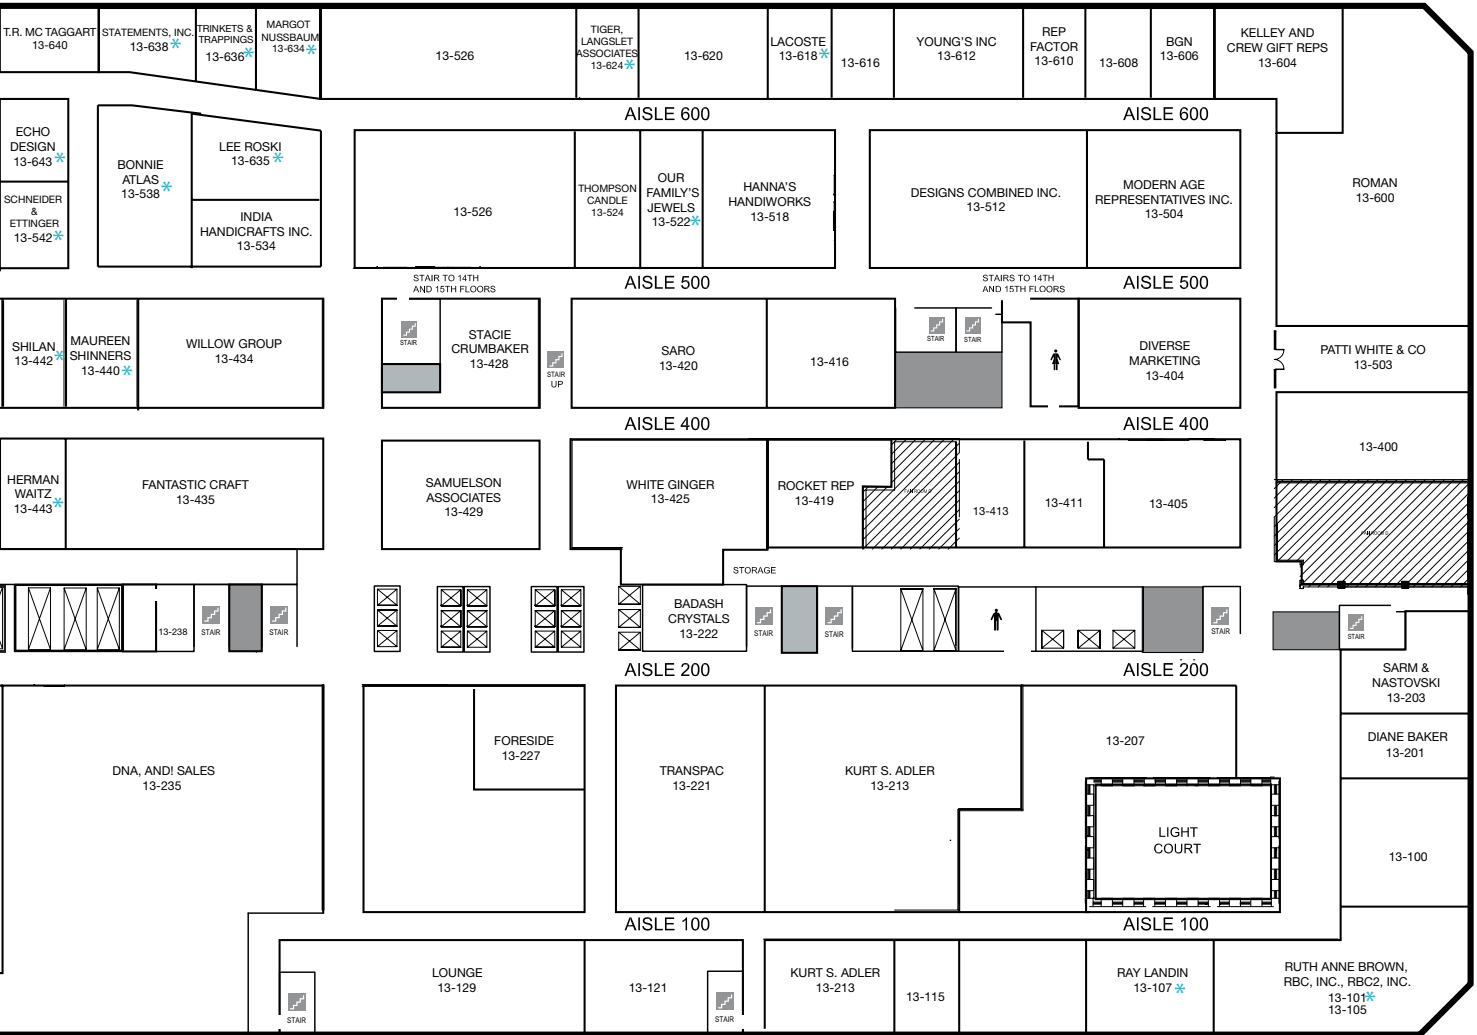 T.R. MC TAGGART
13-640
STATEMENTS, INC.
13-638*
TRINKETS &
TRAPPINGS
13-636*
MARGOT
NUSSBAUM
13-634*
13-526
TIGER,
LANGSLET
ASSOCIATES
13-624*
13-620
LACOSTE
13-618*
13-616
YOUNG'S INC
13-612
REP
FACTOR
13-610
13-608
BGN
13-606
KELLEY AND
CREW GIFT REPS
13-604
AISLE 600
AISLE 600
ECHO
DESIGN
13-643*
SCHNEIDER
&
ETTINGER
13-542*
BONNIE
ATLAS
13-538*
LEE ROSKI
13-635*
INDIA
HANDICRAFTS INC.
13-534
13-526
THOMPSON
CANDLE
13-524
OUR
FAMILY'S
JEWELS
13-522*
HANNA'S
HANDIWORKS
13-518
DESIGNS COMBINED INC.
13-512
MODERN AGE
REPRESENTATIVES INC.
13-504
ROMAN
13-600
STAIR TO 14TH
AND 15TH FLOORS
AISLE 500
STAIRS TO 14TH
AND 15TH FLOORS
AISLE 500
SHILAN
13-442*
MAUREEN
SHINNERS
13-440*
WILLOW GROUP
13-434
STAIR
STACIE
CRUMBAKER
13-428
STAIR
UP
SARO
13-420
13-416
STAIR
STAIR
DIVERSE
MARKETING
13-404
PATTI WHITE & CO
13-503
AISLE 400
AISLE 400
13-400
HERMAN
WAITZ
13-443*
FANTASTIC CRAFT
13-435
SAMUELSON
ASSOCIATES
13-429
WHITE GINGER
13-425
ROCKET REP
13-419
13-413
13-411
13-405
STORAGE
13-238
STAIR
STAIR
BADASH
CRYSTALS
13-222
STAIR
STAIR
STAIR
STAIR
AISLE 200
AISLE 200
SARM &
NASTOVSKI
13-203
DNA, AND! SALES
13-235
FORESIDE
13-227
TRANSPAC
13-221
KURT S. ADLER
13-213
13-207
DIANE BAKER
13-201
LIGHT
COURT
13-100
AISLE 100
AISLE 100
STAIR
LOUNGE
13-129
13-121
STAIR
KURT S. ADLER
13-213
13-115
RAY LANDIN
13-107*
RUTH ANNE BROWN,
RBC, INC., RBC2, INC.
13-101*
13-105